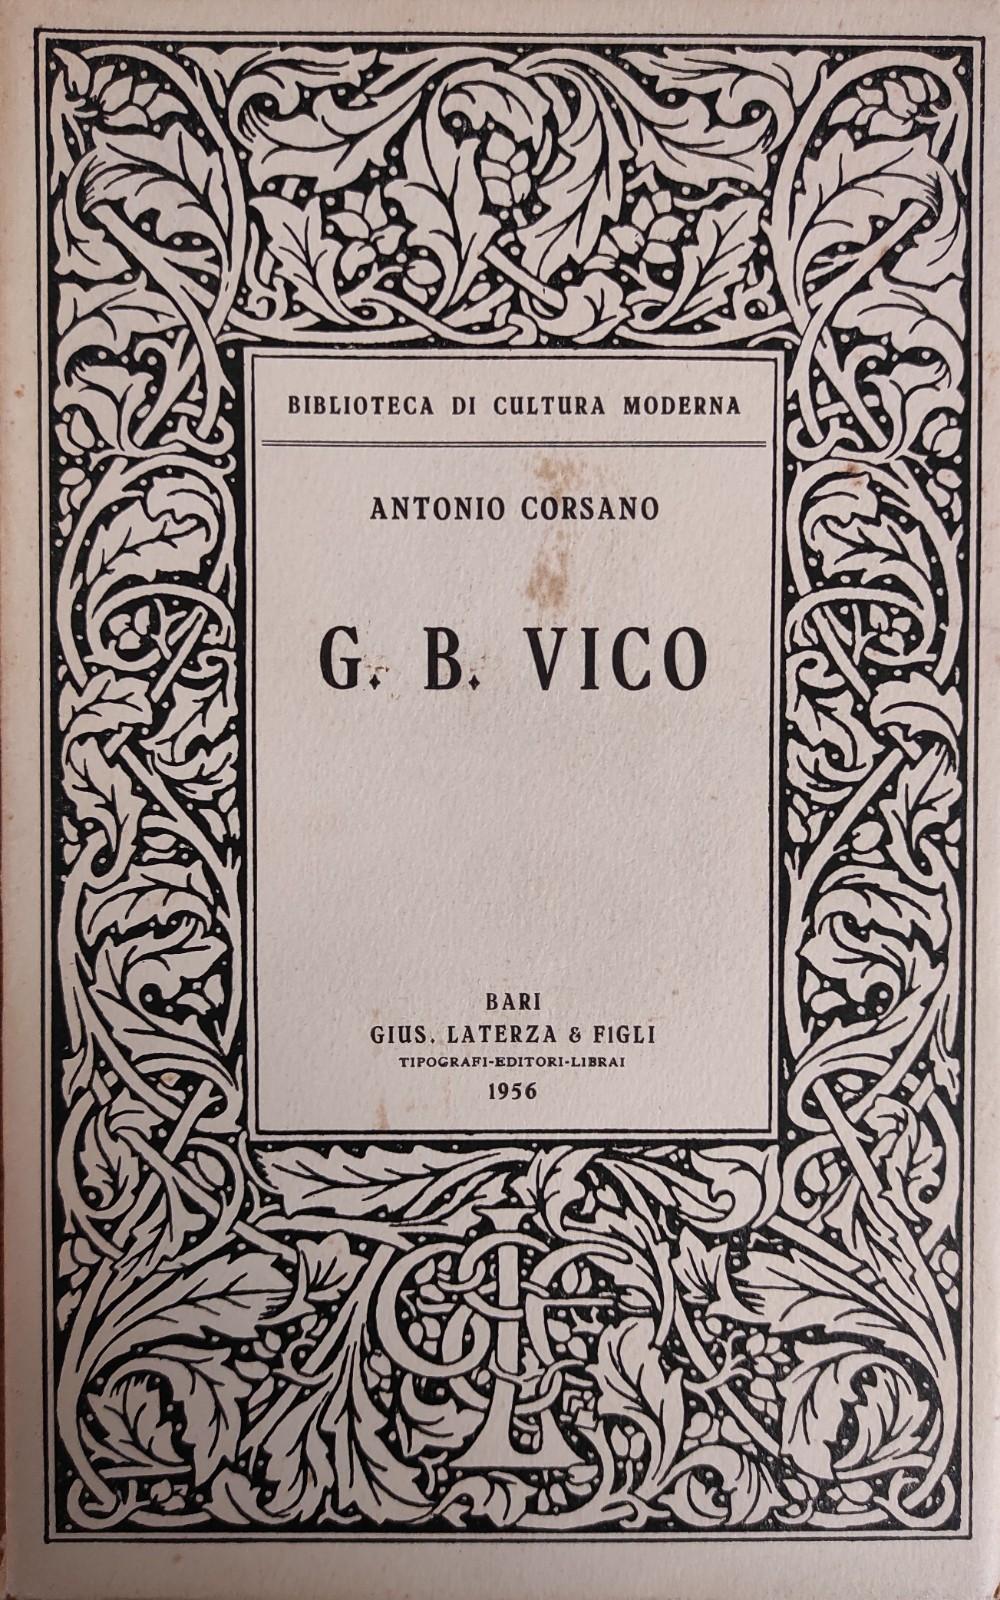 BIBLIOTECA DI CULTURA MODERNA
ANTONIO CORSANO
G. B. VICO
BARI
GIUS. LATERZA & FIGLI
TIPOGRAFI-EDITORI-LIBRAI
1956